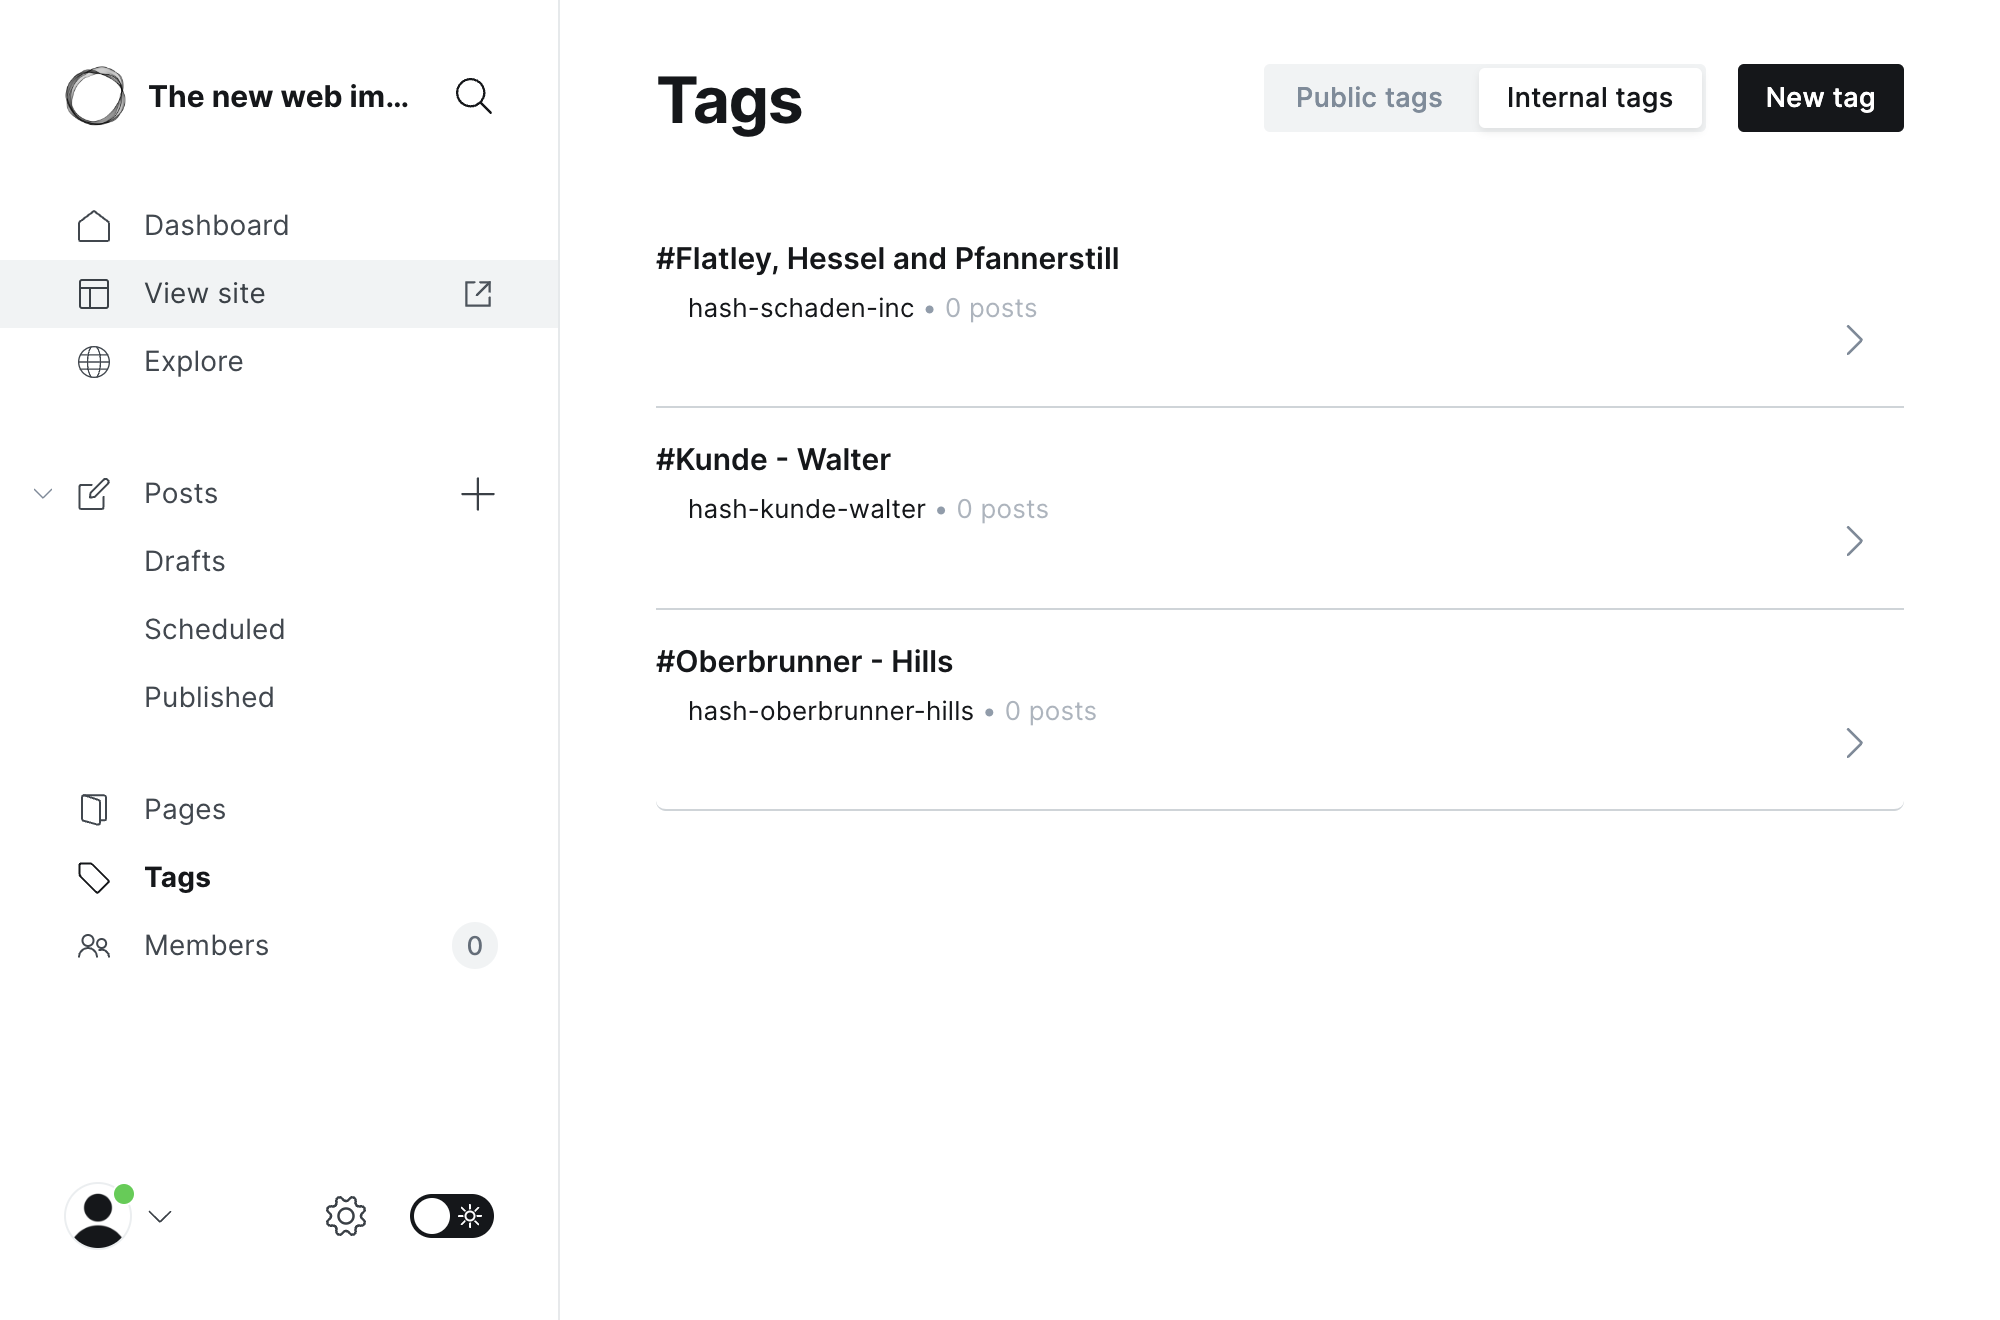 The new web im...
Dashboard
View site
Explore
Posts
Drafts
Scheduled
Published
Pages
Tags
Members
0
Tags
Public tags
Internal tags
New tag
#Flatley, Hessel and Pfannerstill
hash-schaden-inc • 0 posts
#Kunde - Walter
hash-kunde-walter • 0 posts
#Oberbrunner - Hills
hash-oberbrunner-hills • 0 posts